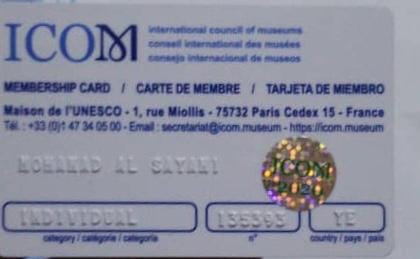 ICOM
international council of museums
conseil international des musées
consejo internacional de museos
MEMBERSHIP CARD / CARTE DE MEMBRE / TARJETA DE MIEMBRO
Maison de l'UNESCO - 1, rue Miollis - 75732 Paris Cedex 15 - France
Tél. : +33 (0)1 47 34 05 00 - Email : secretariat@icom.museum - https://icom.museum
MOHAMAD AL
ICOM
2020
INDIVIDUAL 135393 YE
category / catégorie / categoria n° country / pays / país